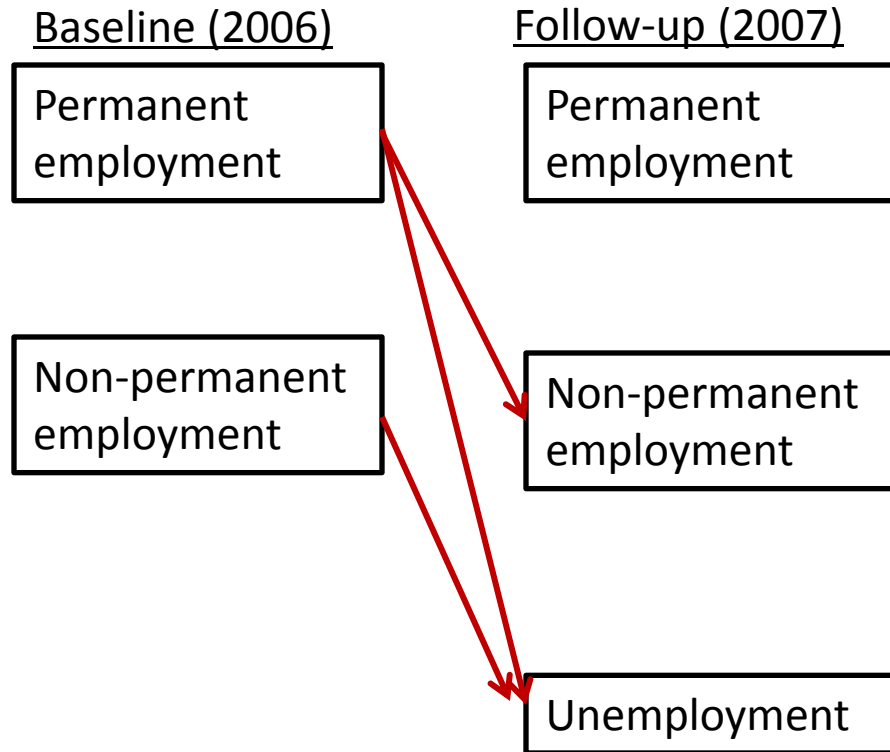 Baseline (2006)
Follow-up (2007)
Permanent
employment
Permanent
employment
Non-permanent
employment
Non-permanent
employment
Unemployment